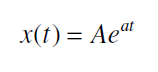 x(t) = Ae^{at}